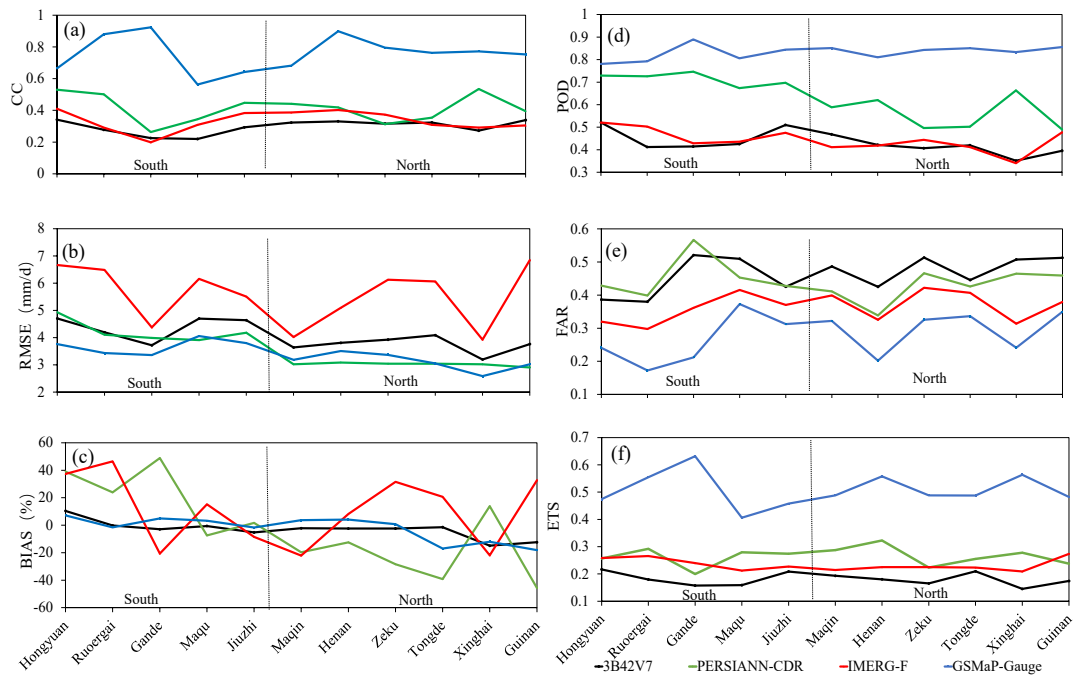 (a)
CC
1
0.8
0.6
0.4
0.2
0
South
North
(d)
POD
1
0.9
0.8
0.7
0.6
0.5
0.4
0.3
South
North
(b)
RMSE (mm/d)
8
7
6
5
4
3
2
South
North
(e)
FAR
0.6
0.5
0.4
0.3
0.2
0.1
South
North
(c)
BIAS (%)
60
40
20
0
-20
-40
-60
South
North
Hongyuan
Ruoergai
Gande
Maqu
Jiuzhi
Maqin
Henan
Zeku
Tongde
Xinghai
Guinan
(f)
ETS
0.7
0.6
0.5
0.4
0.3
0.2
0.1
South
North
Hongyuan
Ruoergai
Gande
Maqu
Jiuzhi
Maqin
Henan
Zeku
Tongde
Xinghai
Guinan
3B42V7
PERSIANN-CDR
IMERG-F
GSMaP-Gauge